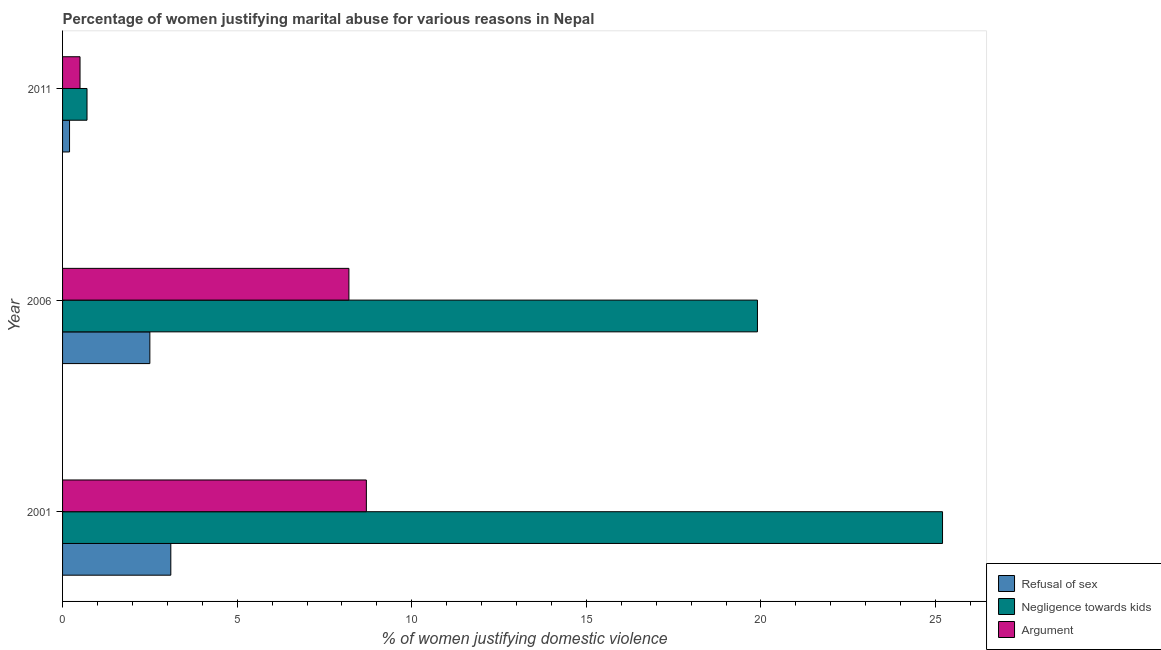 Percentage of women justifying marital abuse for various reasons in Nepal
2011
2006
2001
Year
0
5
10
15
20
25
% of women justifying domestic violence
Refusal of sex
Negligence towards kids
Argument